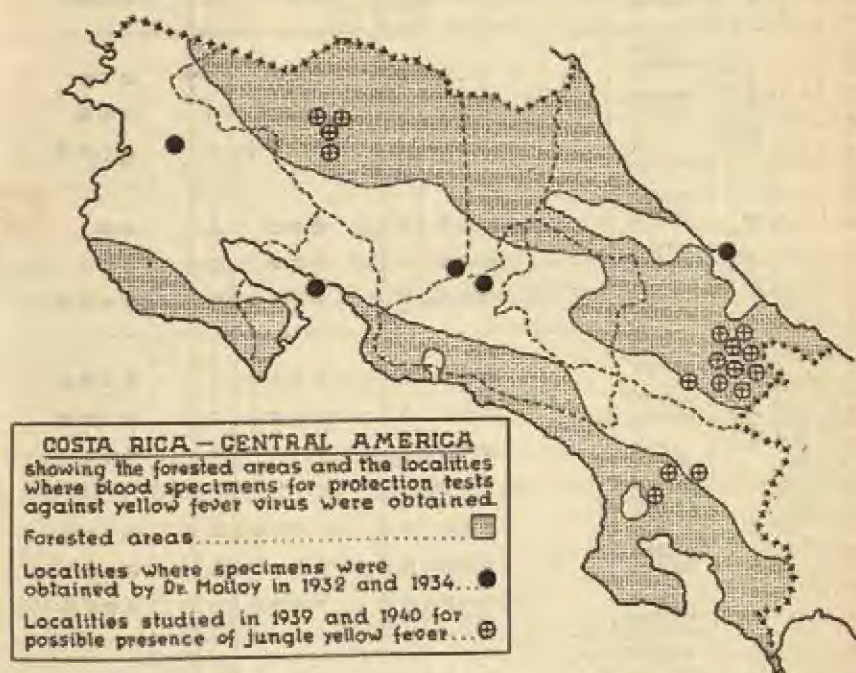 COSTA RICA — CENTRAL AMERICA
showing the forested areas and the localities
where blood specimens for protection tests
against yellow fever virus were obtained
Forested areas..............................
Localities where specimens were
obtained by Dr. Molloy in 1932 and 1934...
Localities studied in 1939 and 1940 for
possible presence of jungle yellow fever...